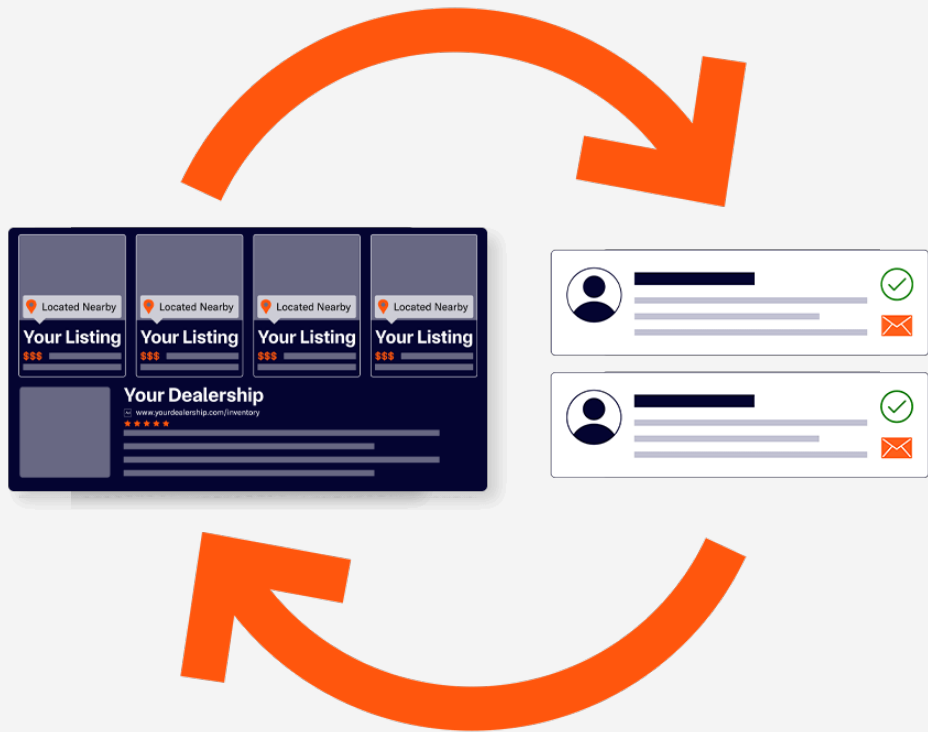 Located Nearby Located Nearby Located Nearby Located Nearby
Your Listing Your Listing Your Listing Your Listing
$$$ $$$ $$$ $$$
Your Dealership
Ad www.yourdealership.com/inventory